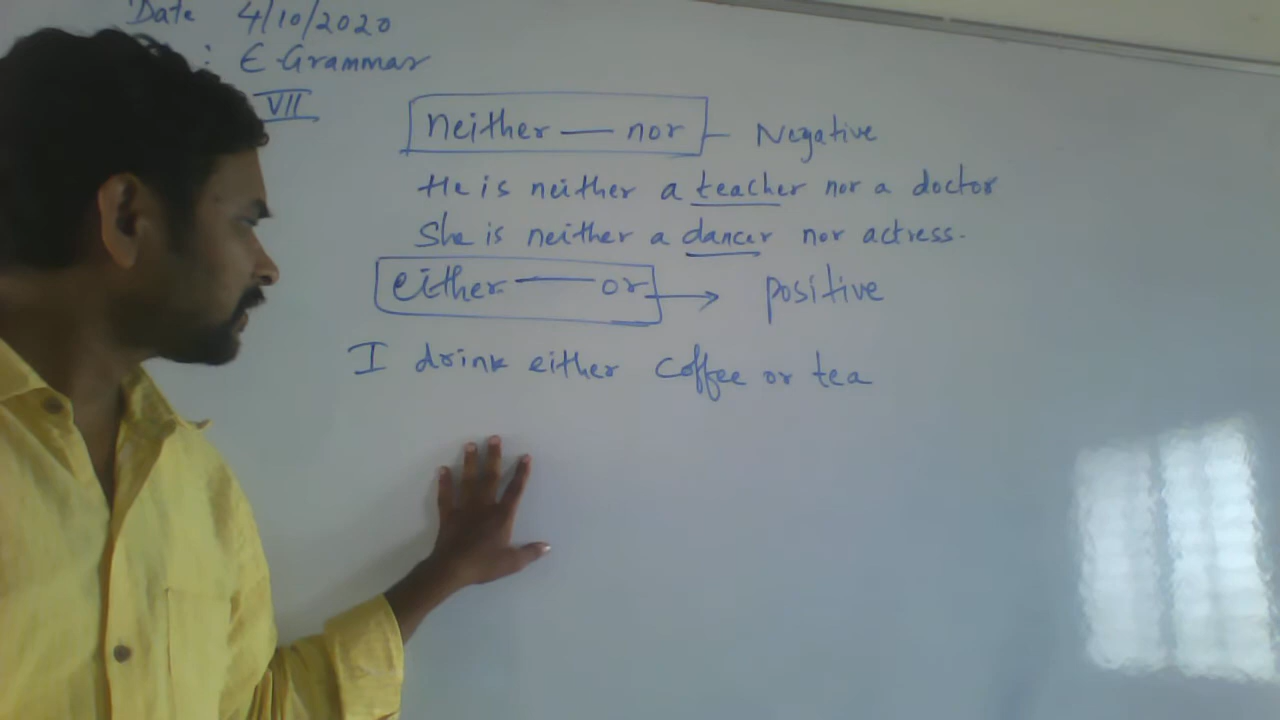 Date 4/10/2020
: E Grammar
VII
neither — nor — Negative
He is neither a teacher nor a doctor
She is neither a dancer nor actress.
either — or → positive
I drink either coffee or tea